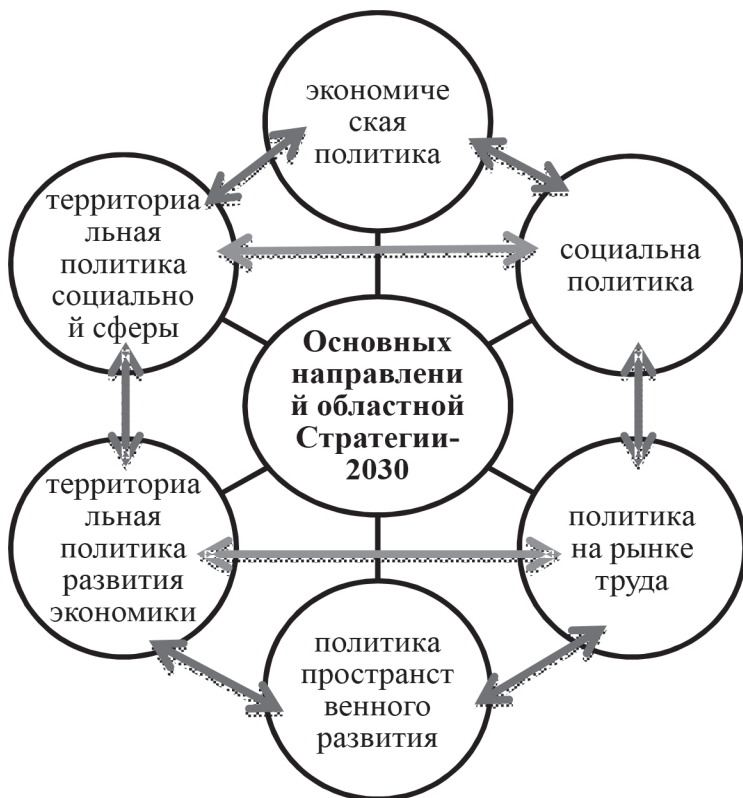 экономиче
ская
политика
территориа
льная
политика
социально
й сферы
социальна
политика
Основных
направлени
й областной
Стратегии-
2030
территориа
льная
политика
развития
экономики
политика
на рынке
труда
политика
пространст
венного
развития